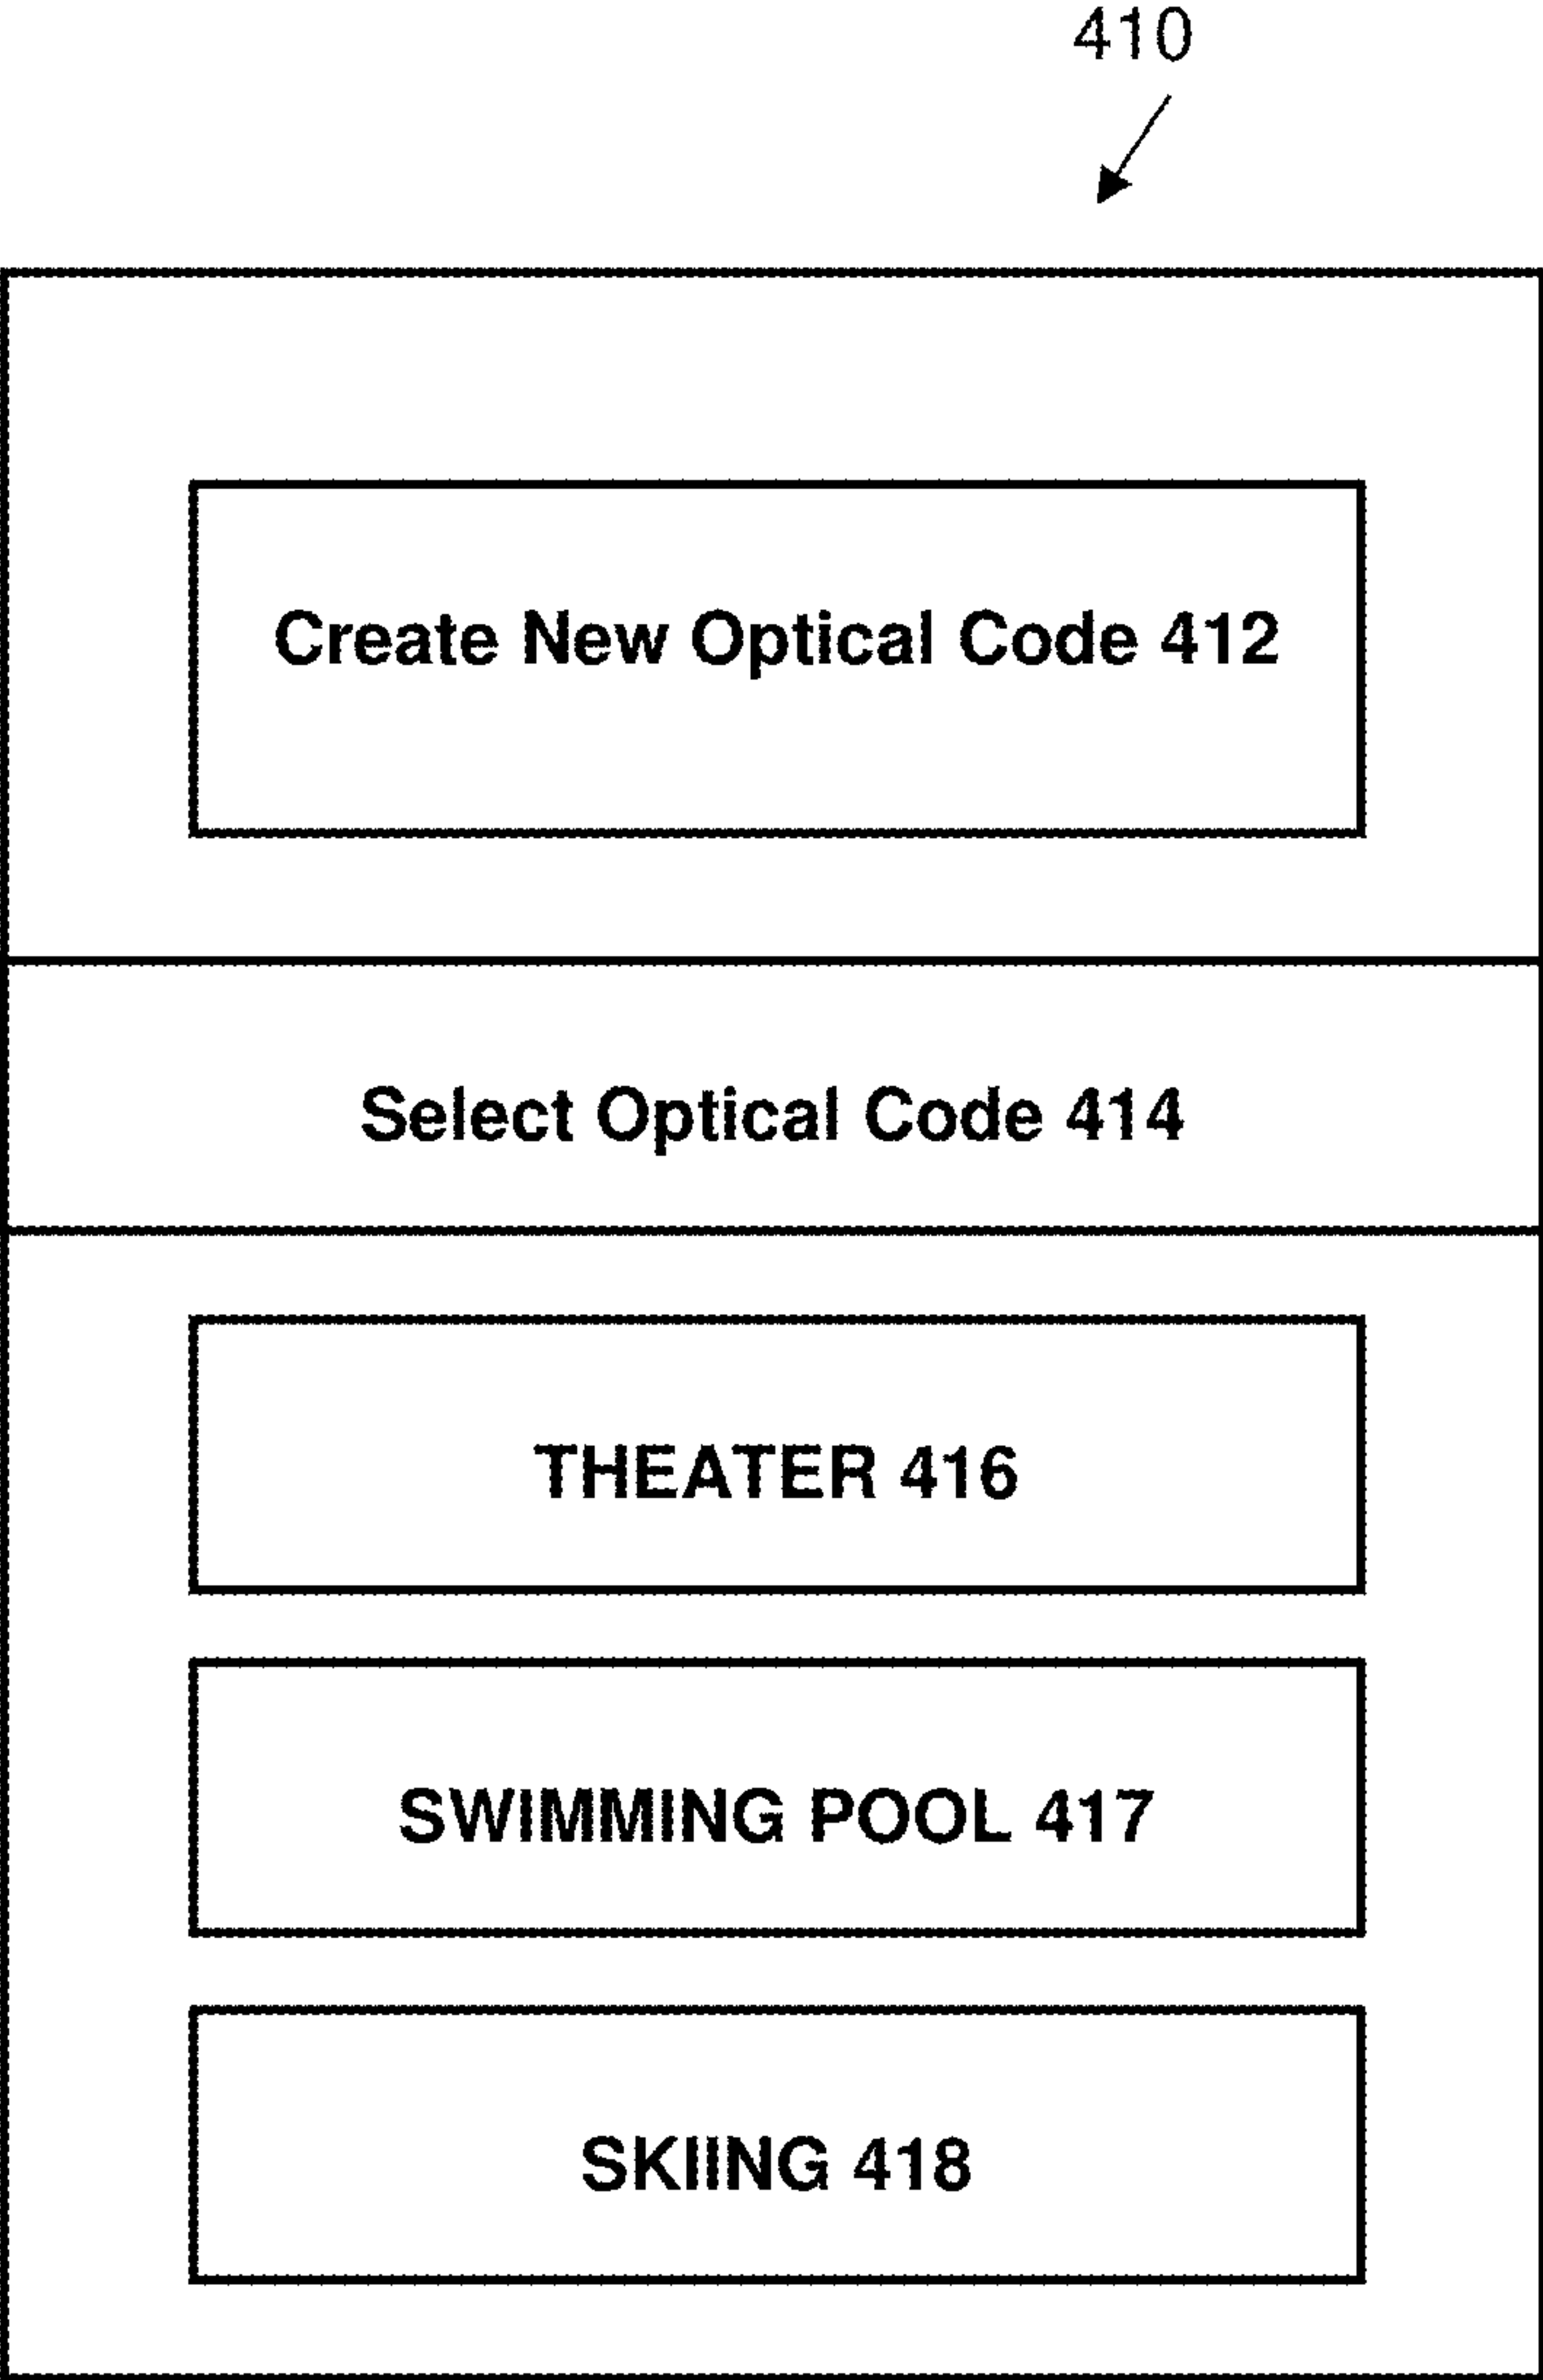 410
Create New Optical Code 412
Select Optical Code 414
THEATER 416
SWIMMING POOL 417
SKIING 418